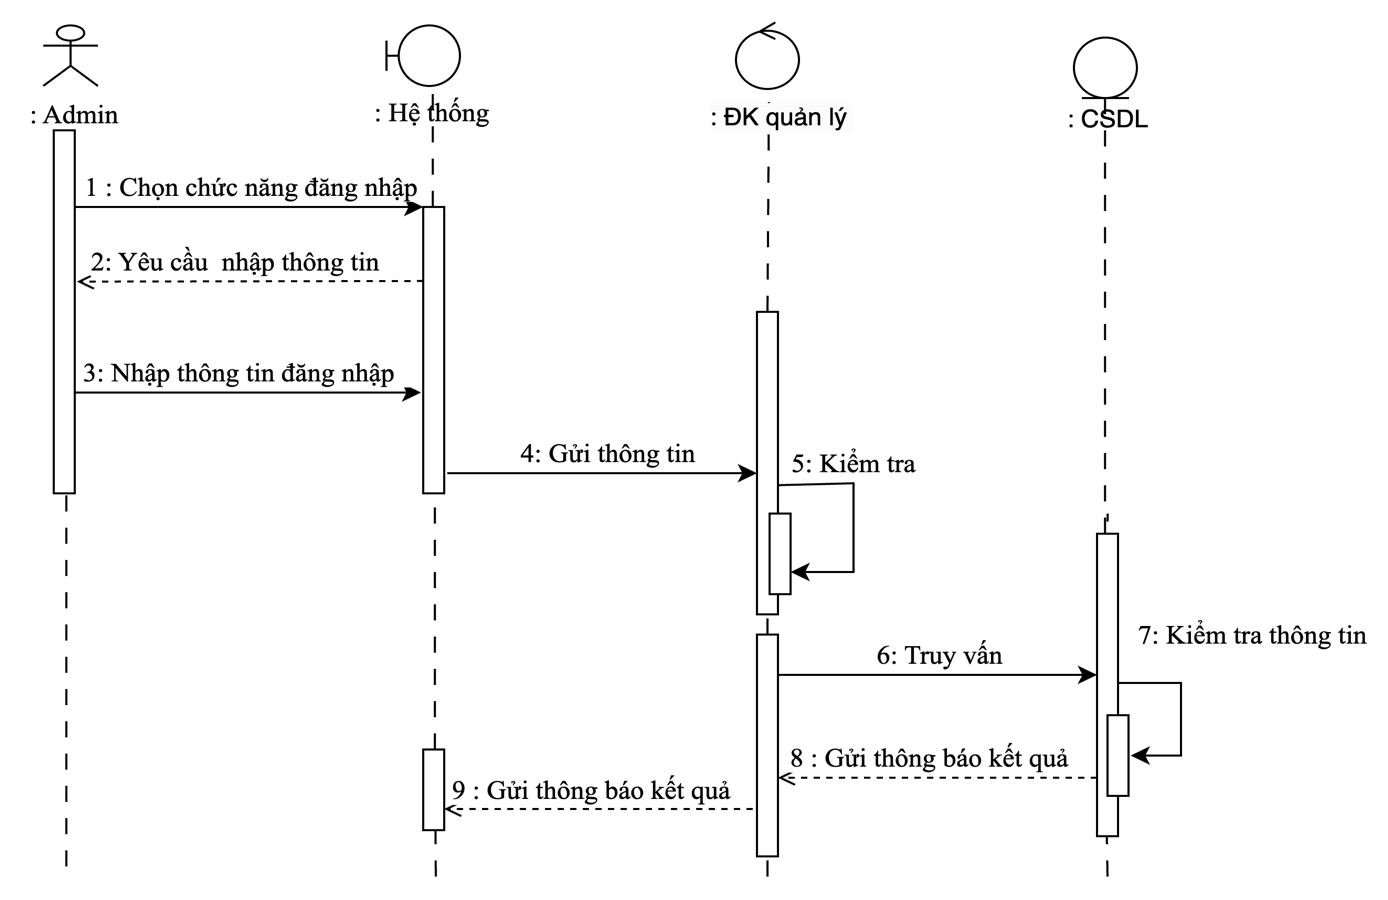 : Admin
: Hệ thống
: ĐK quản lý
: CSDL
1 : Chọn chức năng đăng nhập
2: Yêu cầu  nhập thông tin
3: Nhập thông tin đăng nhập
4: Gửi thông tin
5: Kiểm tra
6: Truy vấn
7: Kiểm tra thông tin
8 : Gửi thông báo kết quả
9 : Gửi thông báo kết quả